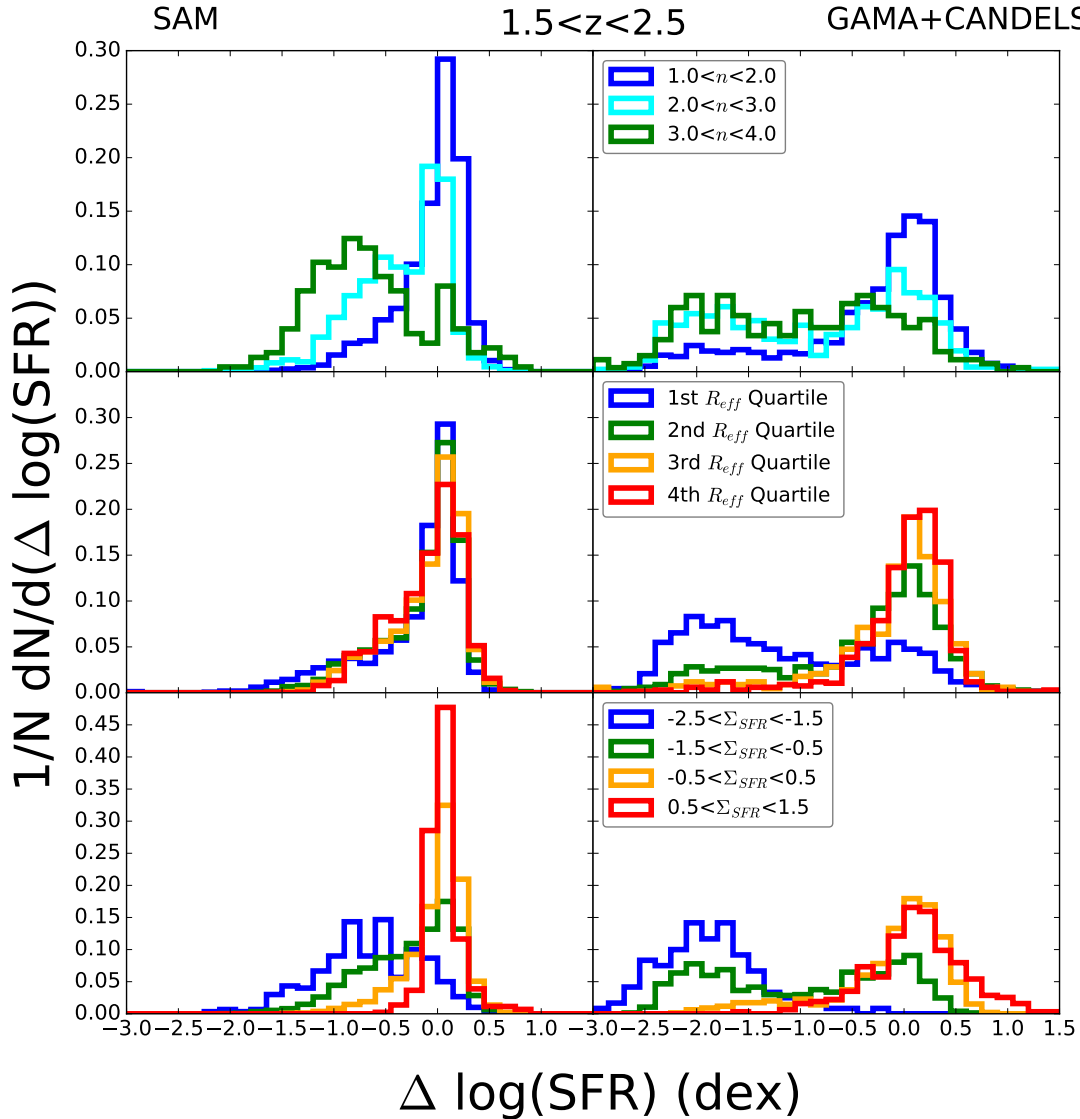 SAM 1.5<z<2.5 GAMA+CANDELS
1/N dN/d(Δ log(SFR))
0.30
0.25
0.20
0.15
0.10
0.05
0.00
1.0<n<2.0
2.0<n<3.0
3.0<n<4.0
0.30
0.25
0.20
0.15
0.10
0.05
0.00
1st R_eff Quartile
2nd R_eff Quartile
3rd R_eff Quartile
4th R_eff Quartile
0.45
0.40
0.35
0.30
0.25
0.20
0.15
0.10
0.05
0.00
-2.5<Σ_SFR<-1.5
-1.5<Σ_SFR<-0.5
-0.5<Σ_SFR<0.5
0.5<Σ_SFR<1.5
−3.0 −2.5 −2.0 −1.5 −1.0 −0.5 0.0 0.5 1.0 −3.0 −2.5 −2.0 −1.5 −1.0 −0.5 0.0 0.5 1.0 1.5
Δ log(SFR) (dex)